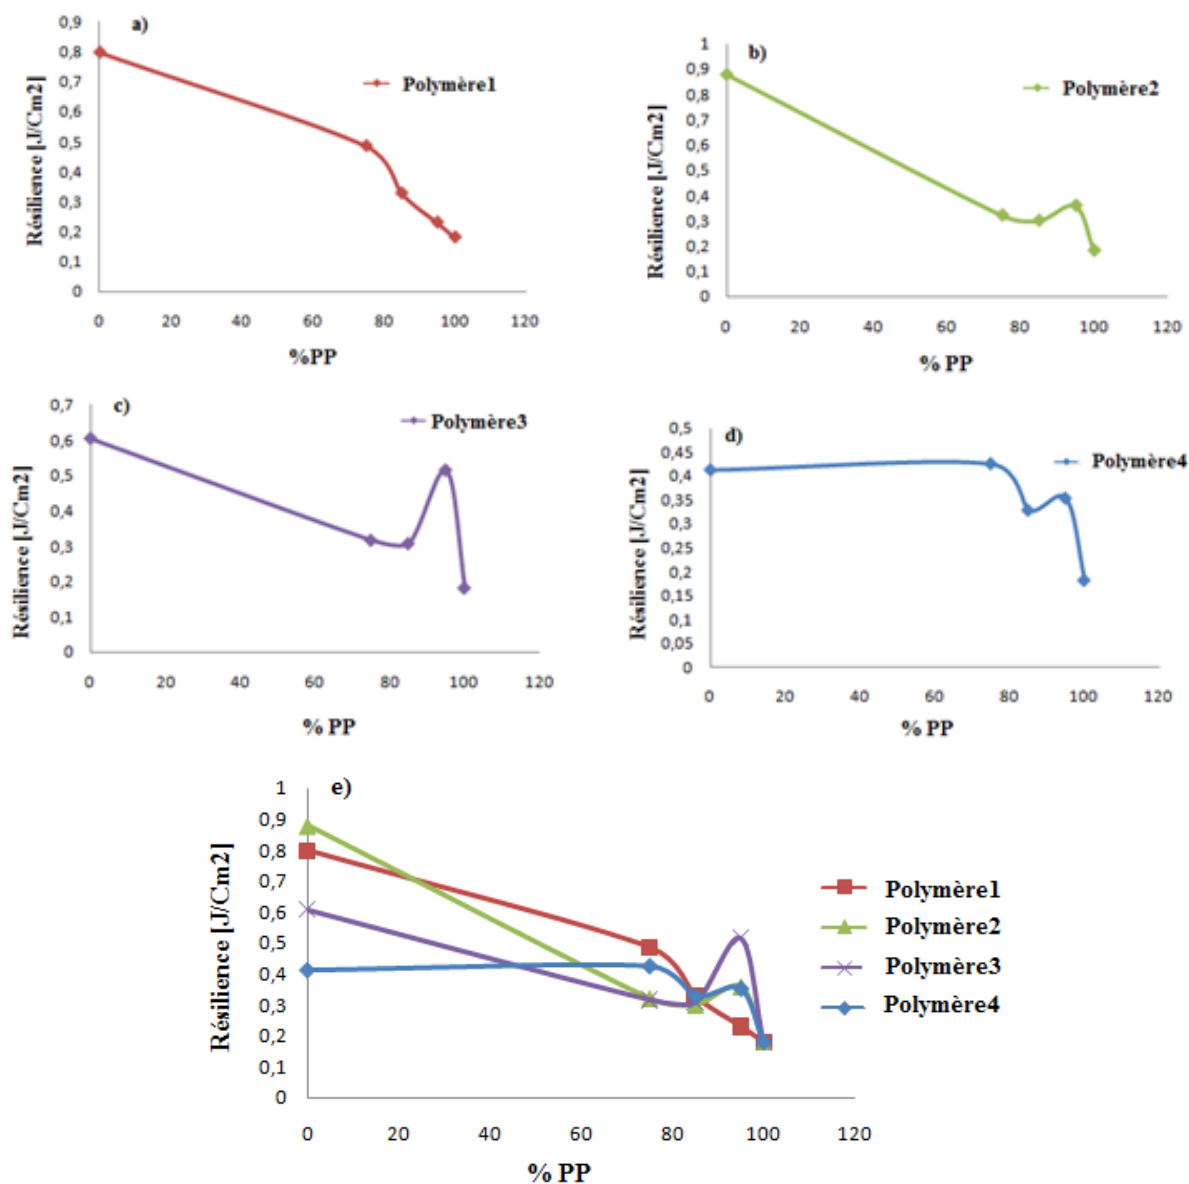 a)
Polymère1
Résilience [J/Cm2]
0,9
0,8
0,7
0,6
0,5
0,4
0,3
0,2
0,1
0
0 20 40 60 80 100 120
%PP
b)
Polymère2
Résilience [J/Cm2]
1
0,9
0,8
0,7
0,6
0,5
0,4
0,3
0,2
0,1
0
0 20 40 60 80 100 120
% PP
c)
Polymère3
Résilience [J/Cm2]
0,7
0,6
0,5
0,4
0,3
0,2
0,1
0
0 20 40 60 80 100 120
% PP
d)
Polymère4
Résilience [J/Cm2]
0,5
0,45
0,4
0,35
0,3
0,25
0,2
0,15
0,1
0,05
0
0 20 40 60 80 100 120
% PP
e)
Résilience [J/Cm2]
1
0,9
0,8
0,7
0,6
0,5
0,4
0,3
0,2
0,1
0
0 20 40 60 80 100 120
% PP
Polymère1
Polymère2
Polymère3
Polymère4